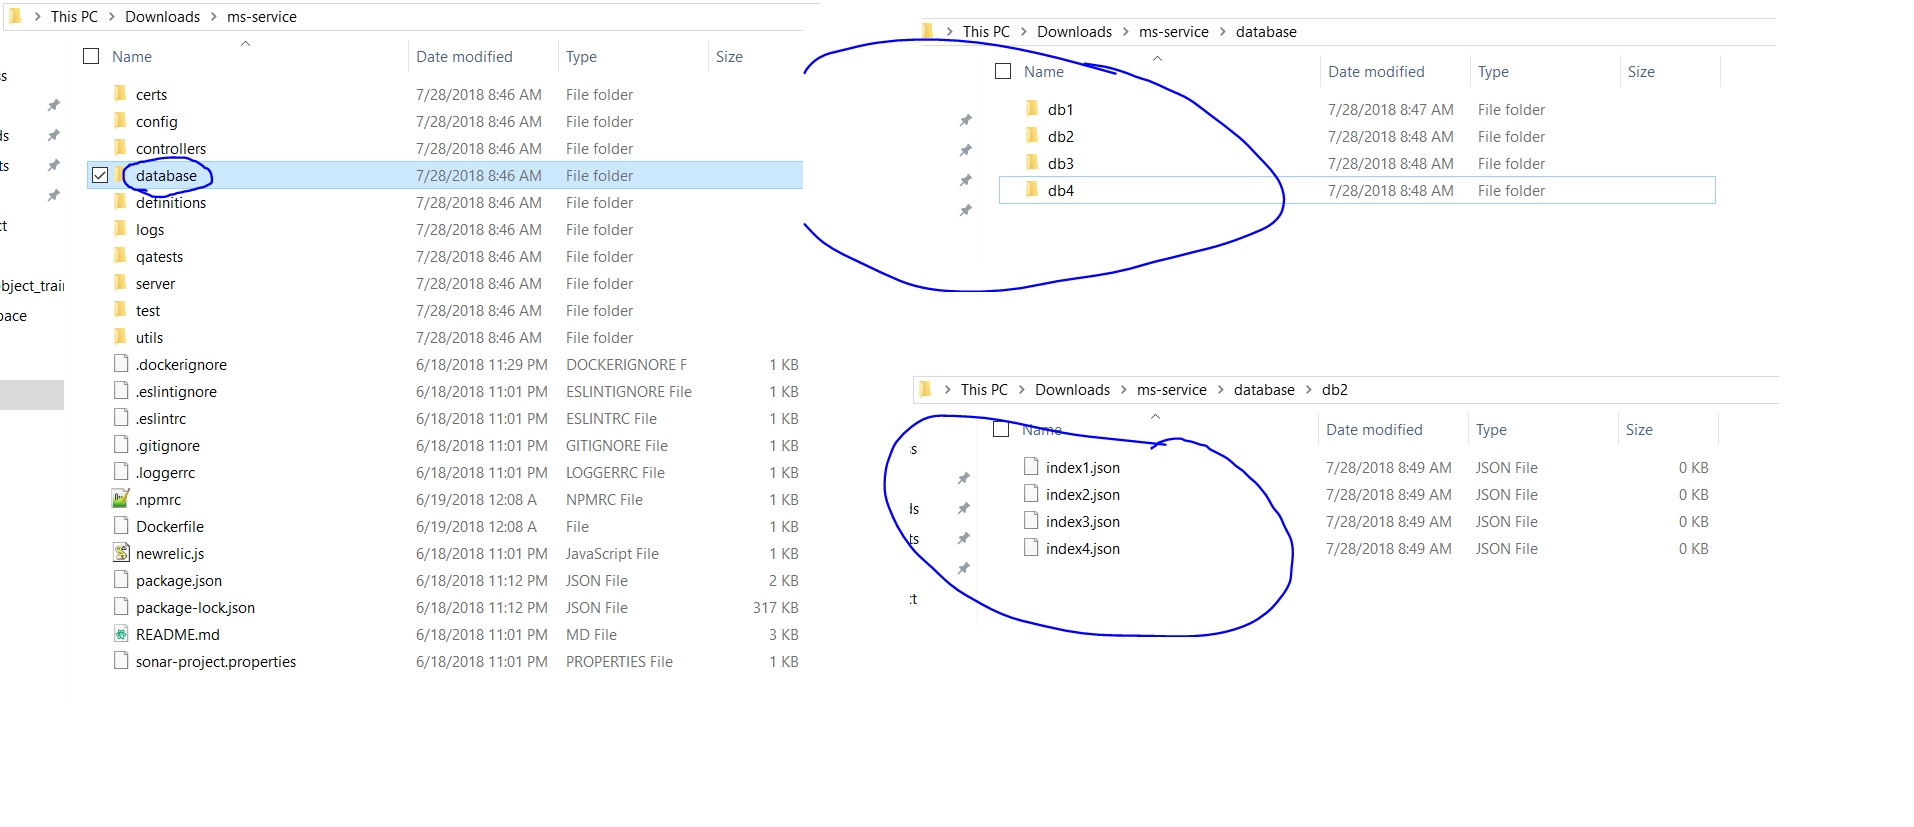 This PC > Downloads > ms-service
Name Date modified Type Size
certs 7/28/2018 8:46 AM File folder
config 7/28/2018 8:46 AM File folder
controllers 7/28/2018 8:46 AM File folder
database 7/28/2018 8:46 AM File folder
definitions 7/28/2018 8:46 AM File folder
logs 7/28/2018 8:46 AM File folder
qatests 7/28/2018 8:46 AM File folder
server 7/28/2018 8:46 AM File folder
test 7/28/2018 8:46 AM File folder
utils 7/28/2018 8:46 AM File folder
.dockerignore 6/18/2018 11:29 PM DOCKERIGNORE F 1 KB
.eslintignore 6/18/2018 11:01 PM ESLINTIGNORE File 1 KB
.eslintrc 6/18/2018 11:01 PM ESLINTRC File 1 KB
.gitignore 6/18/2018 11:01 PM GITIGNORE File 1 KB
.loggerrc 6/18/2018 11:01 PM LOGGERRC File 1 KB
.npmrc 6/19/2018 12:08 A NPMRC File 1 KB
Dockerfile 6/19/2018 12:08 A File 1 KB
newrelic.js 6/18/2018 11:01 PM JavaScript File 1 KB
package.json 6/18/2018 11:12 PM JSON File 2 KB
package-lock.json 6/18/2018 11:12 PM JSON File 317 KB
README.md 6/18/2018 11:01 PM MD File 3 KB
sonar-project.properties 6/18/2018 11:01 PM PROPERTIES File 1 KB
ss
ds
ts
ct
bject_trai
pace
This PC > Downloads > ms-service > database
Name Date modified Type Size
db1 7/28/2018 8:47 AM File folder
db2 7/28/2018 8:48 AM File folder
db3 7/28/2018 8:48 AM File folder
db4 7/28/2018 8:48 AM File folder
This PC > Downloads > ms-service > database > db2
Name Date modified Type Size
index1.json 7/28/2018 8:49 AM JSON File 0 KB
index2.json 7/28/2018 8:49 AM JSON File 0 KB
index3.json 7/28/2018 8:49 AM JSON File 0 KB
index4.json 7/28/2018 8:49 AM JSON File 0 KB
ds
ts